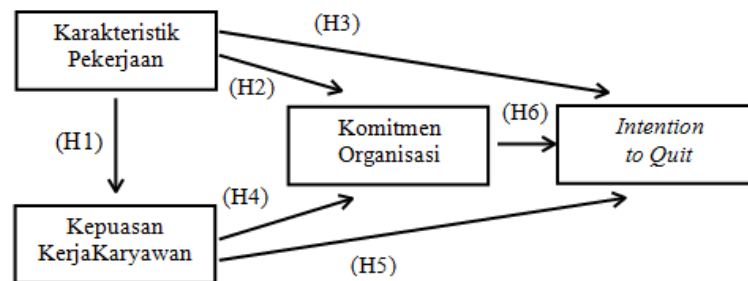 Karakteristik
Pekerjaan
(H3)
(H2)
(H1)
Komitmen
Organisasi
(H6)
Intention
to Quit
(H4)
Kepuasan
KerjaKaryawan
(H5)